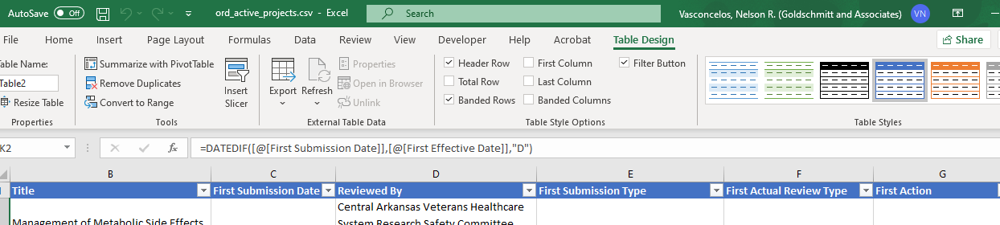 AutoSave Off ord_active_projects.csv - Excel Search Vasconcelos, Nelson R. (Goldschmitt and Associates) VN
File Home Insert Page Layout Formulas Data Review View Developer Help Acrobat Table Design Share
Table Name: Summarize with PivotTable Properties Header Row First Column Filter Button
Table2 Remove Duplicates Insert Slicer Export Refresh Open in Browser Total Row Last Column
Resize Table Convert to Range Unlink Banded Rows Banded Columns
Properties Tools External Table Data Table Style Options Table Styles
K2 fx =DATEDIF([@[First Submission Date]],[@[First Effective Date]],"D")
B C D E F G
1 Title First Submission Date Reviewed By First Submission Type First Actual Review Type First Action
Central Arkansas Veterans Healthcare
Management of Metabolic Side Effects System Research Safety Committee